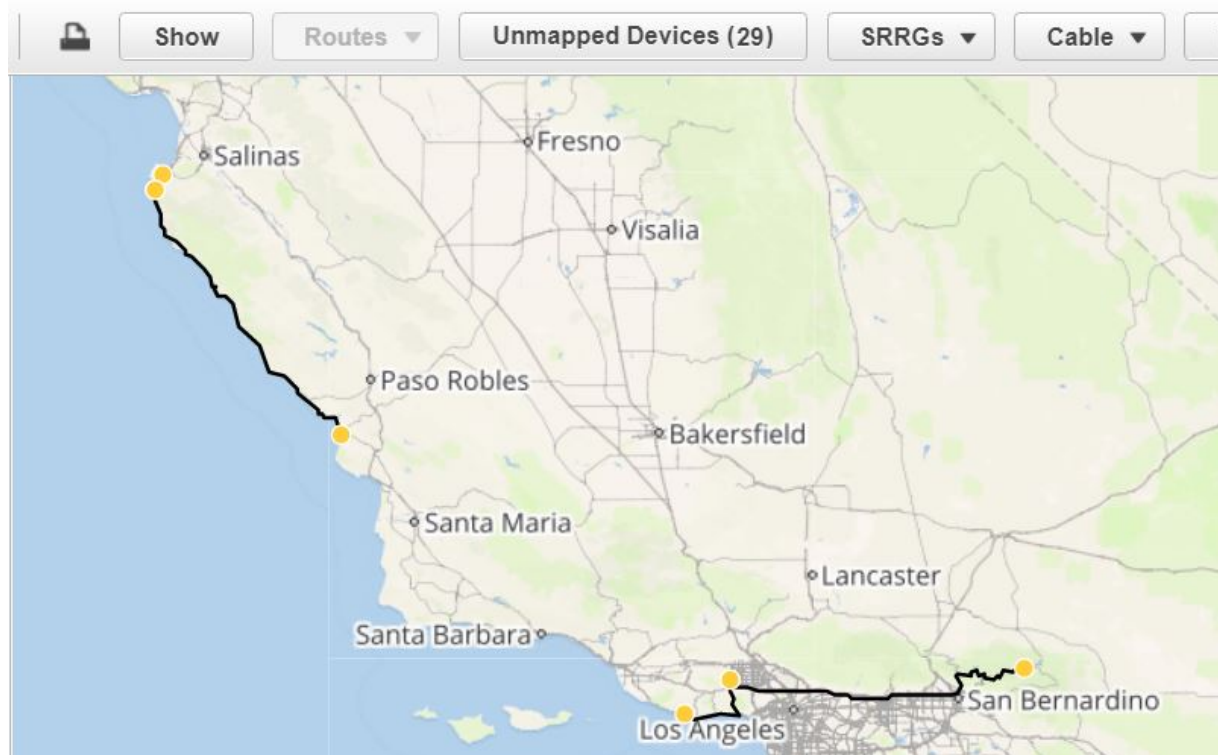 Show
Routes
Unmapped Devices (29)
SRRGs
Cable
Salinas
Fresno
Visalia
Paso Robles
Bakersfield
Santa Maria
Lancaster
Santa Barbara
San Bernardino
Los Angeles